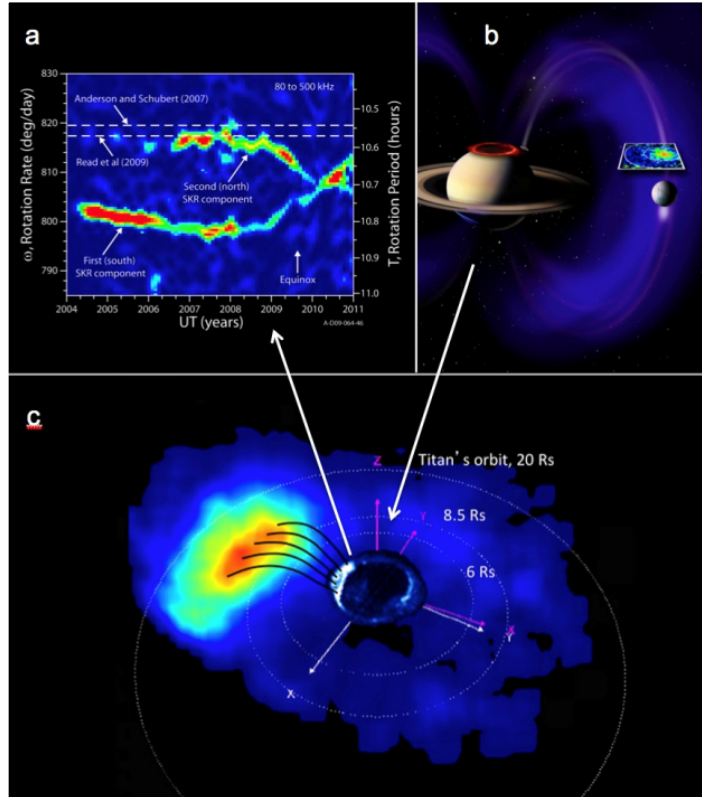 a
830
820
810
800
790
ω, Rotation Rate (deg/day)
80 to 500 kHz
Anderson and Schubert (2007)
Read et al (2009)
Second (north)
SKR component
First (south)
SKR component
Equinox
10.5
10.6
10.7
10.8
10.9
11.0
T, Rotation Period (hours)
2004
2005
2006
2007
2008
2009
2010
2011
UT (years)
A-D09-064-46
b
c
Titan's orbit, 20 Rs
Z
8.5 Rs
Y
6 Rs
X
Y
X